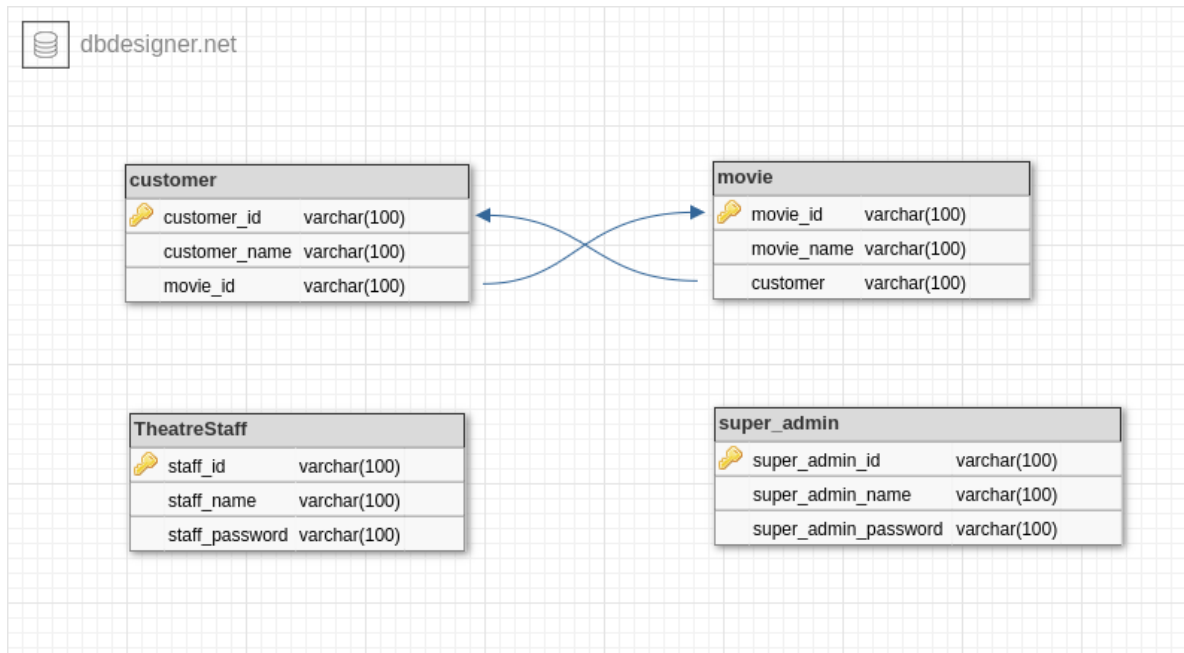 dbdesigner.net
customer
customer_id varchar(100)
customer_name varchar(100)
movie_id varchar(100)
movie
movie_id varchar(100)
movie_name varchar(100)
customer varchar(100)
TheatreStaff
staff_id varchar(100)
staff_name varchar(100)
staff_password varchar(100)
super_admin
super_admin_id varchar(100)
super_admin_name varchar(100)
super_admin_password varchar(100)